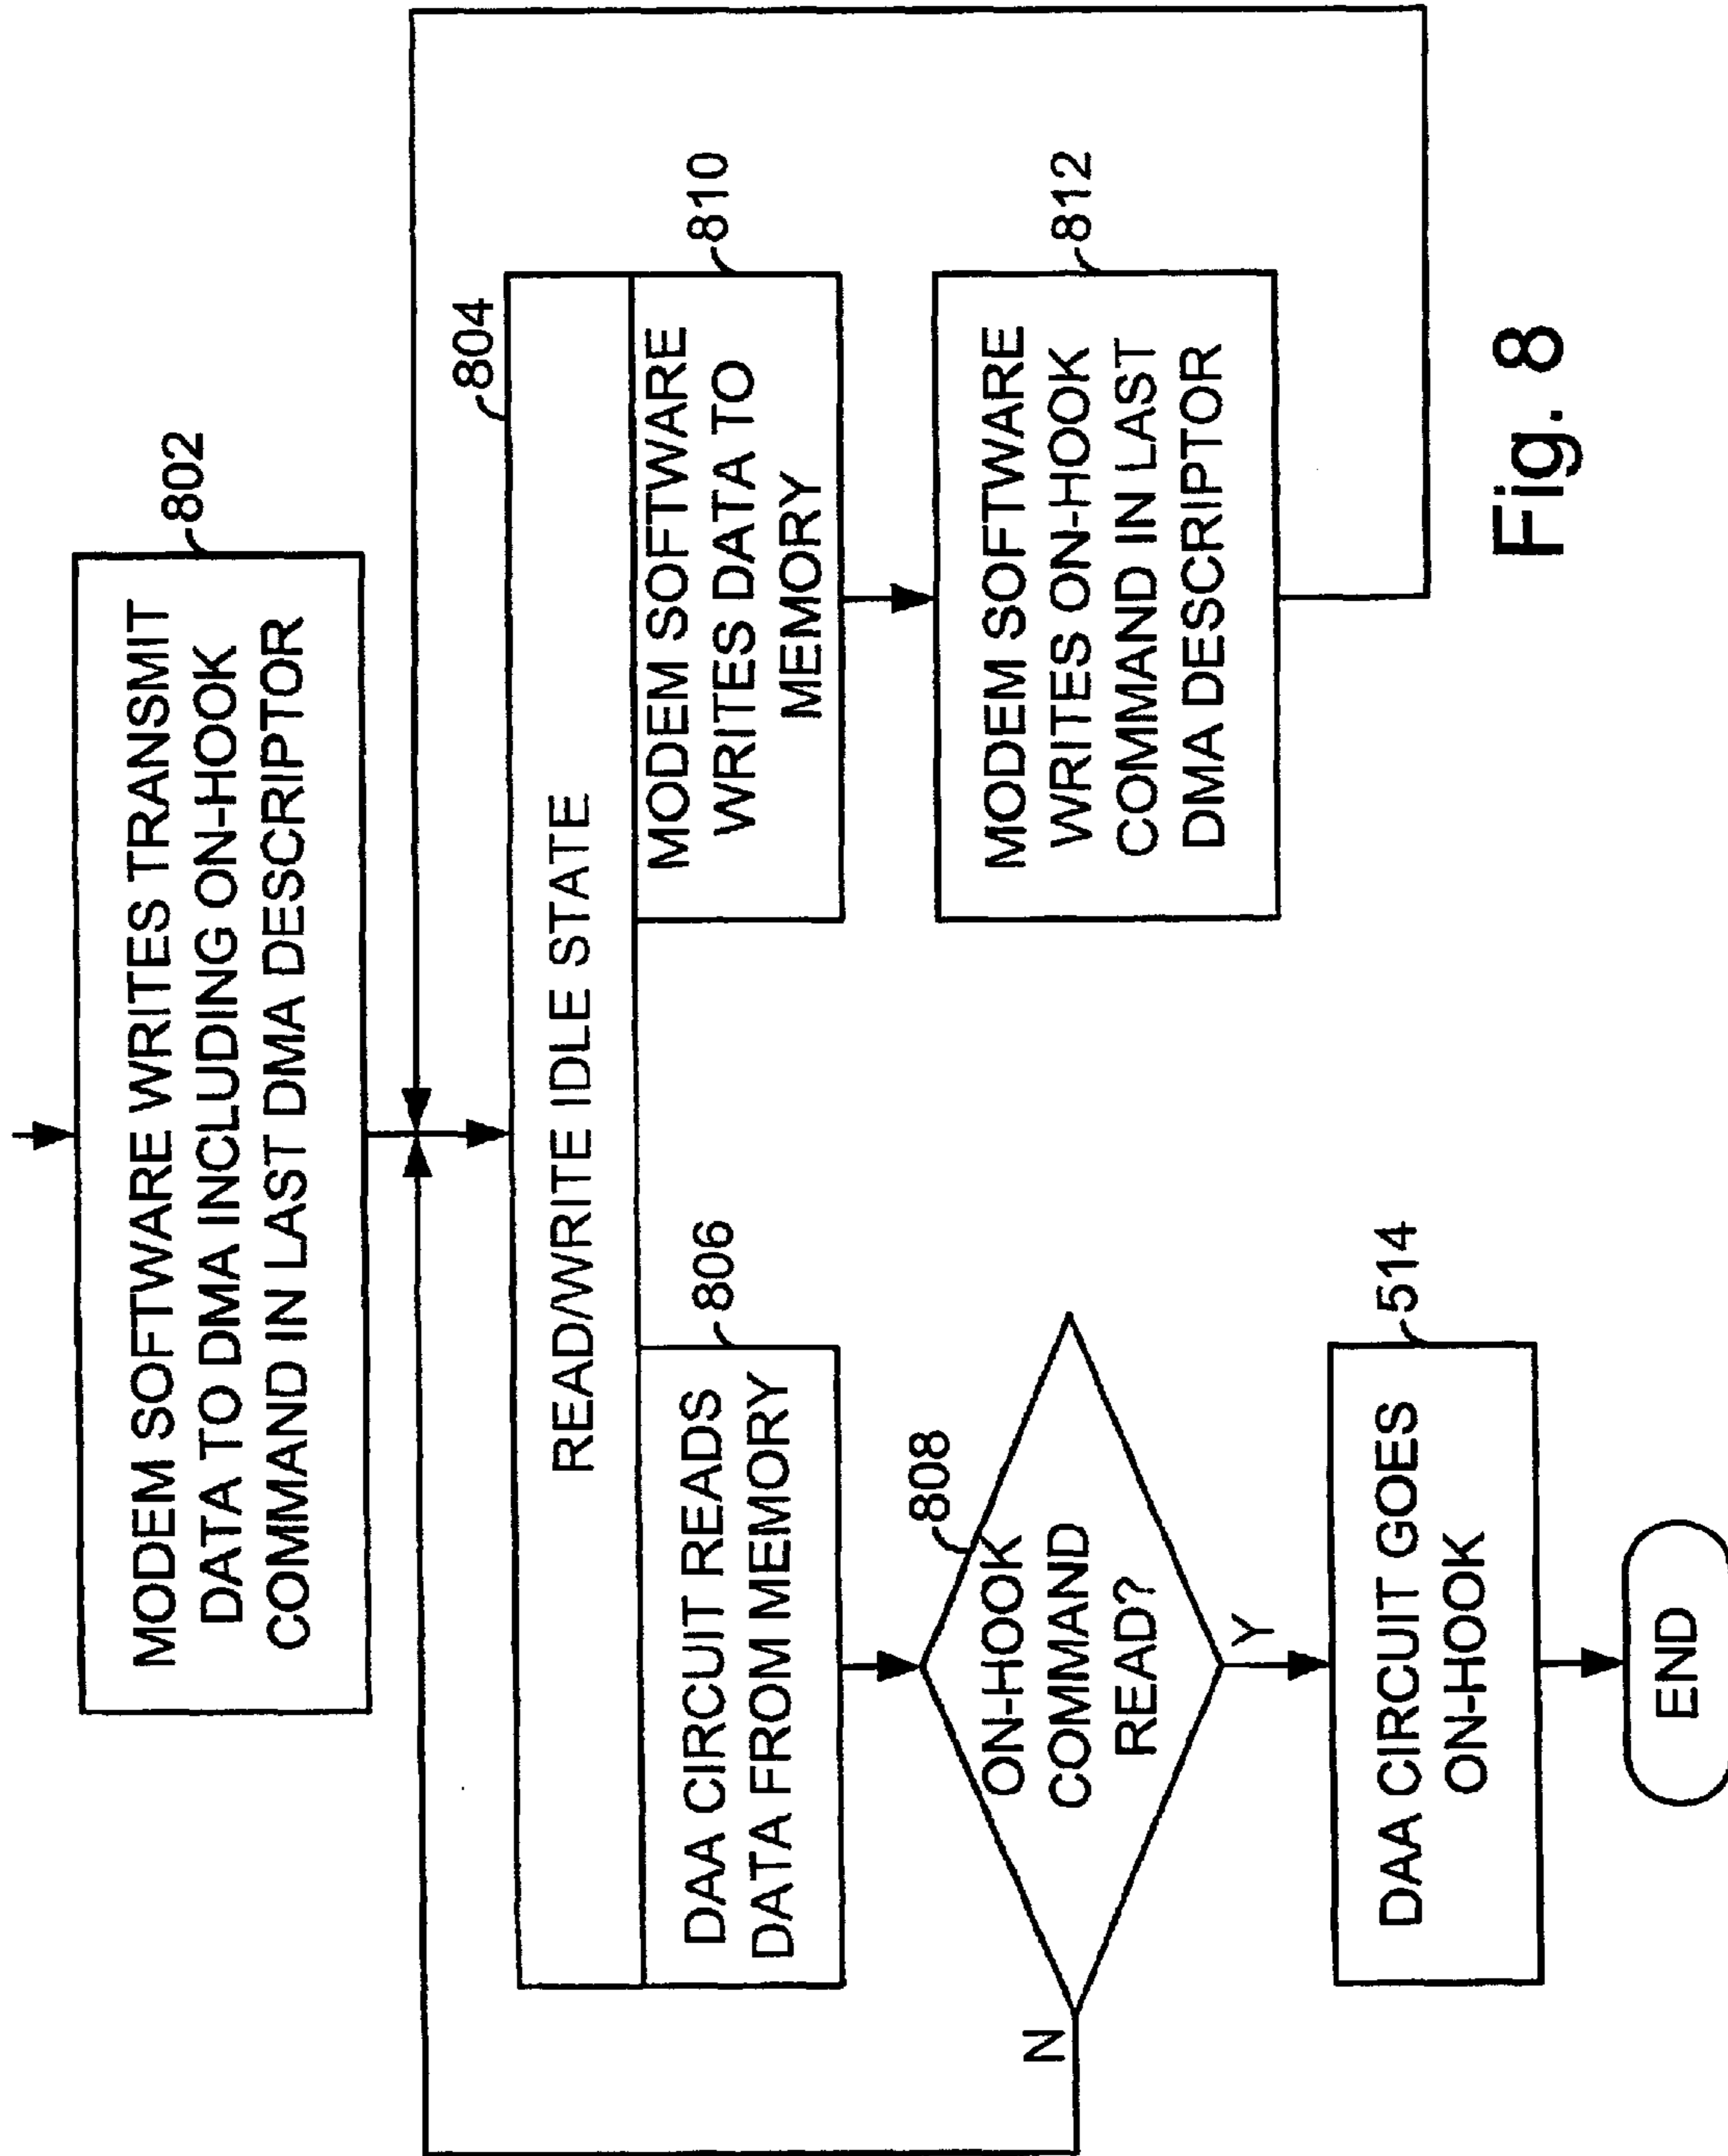 MODEM SOFTWARE WRITES TRANSMIT
DATA TO DMA INCLUDING ON-HOOK
COMMAND IN LAST DMA DESCRIPTOR
802
804
READ/WRITE IDLE STATE
DAA CIRCUIT READS
DATA FROM MEMORY
806
MODEM SOFTWARE
WRITES DATA TO
MEMORY
810
808
ON-HOOK
COMMAND
READ?
N
Y
MODEM SOFTWARE
WRITES ON-HOOK
COMMAND IN LAST
DMA DESCRIPTOR
812
DAA CIRCUIT GOES
ON-HOOK
514
END
Fig. 8